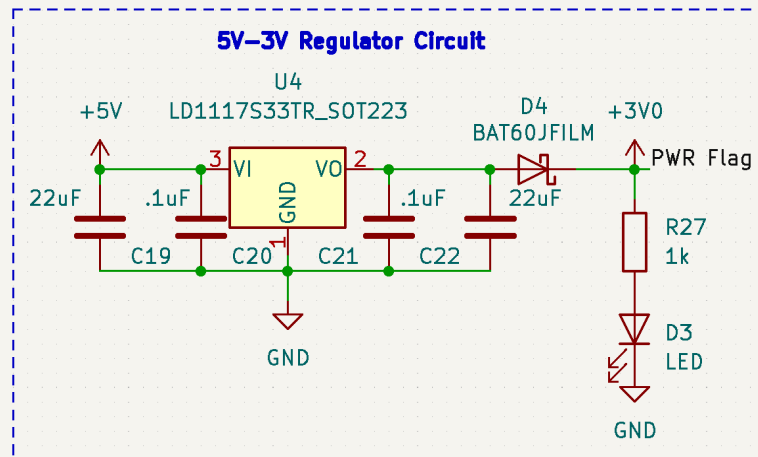 5V-3V Regulator Circuit
U4
LD1117S33TR_SOT223
+5V
D4
BAT60JFILM
+3V0
PWR Flag
3
VI
VO
2
GND
1
22uF
C19
.1uF
C20
.1uF
C21
22uF
C22
R27
1k
D3
LED
GND
GND